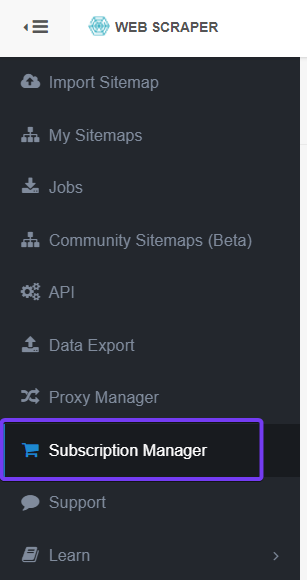 WEB SCRAPER
Import Sitemap
My Sitemaps
Jobs
Community Sitemaps (Beta)
API
Data Export
Proxy Manager
Subscription Manager
Support
Learn